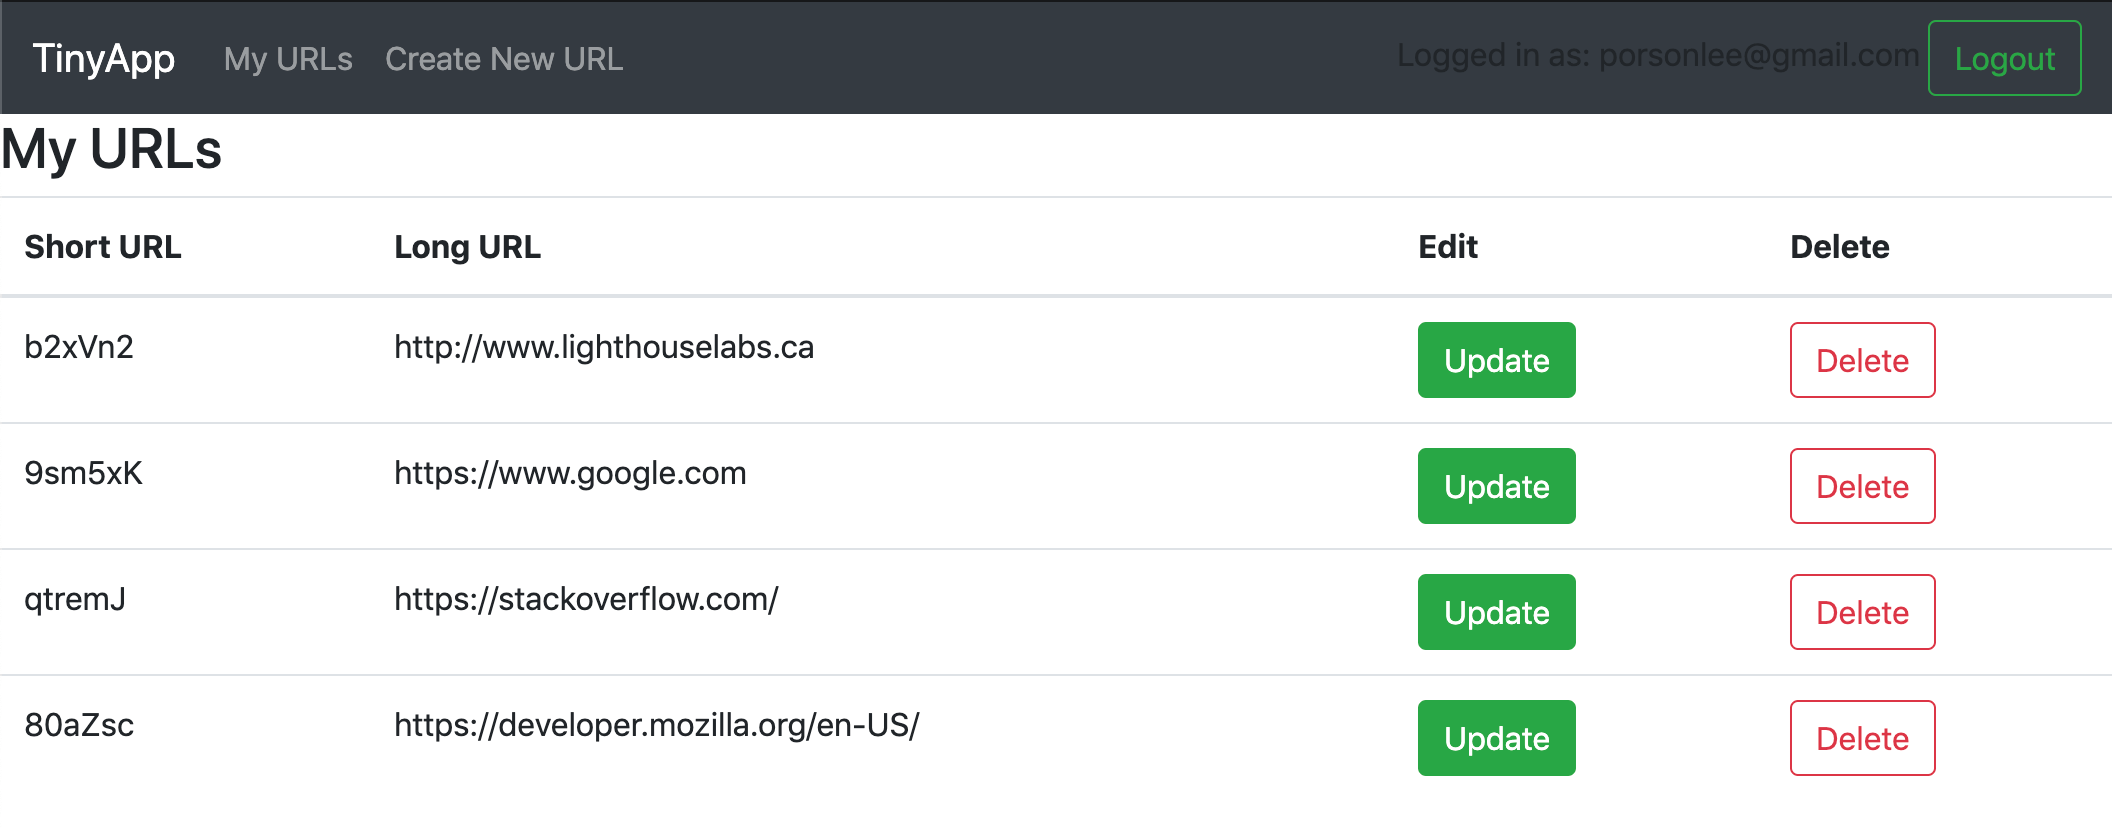 TinyApp My URLs Create New URL Logged in as: porsonlee@gmail.com Logout
My URLs
Short URL Long URL Edit Delete
b2xVn2 http://www.lighthouselabs.ca Update Delete
9sm5xK https://www.google.com Update Delete
qtremJ https://stackoverflow.com/ Update Delete
80aZsc https://developer.mozilla.org/en-US/ Update Delete